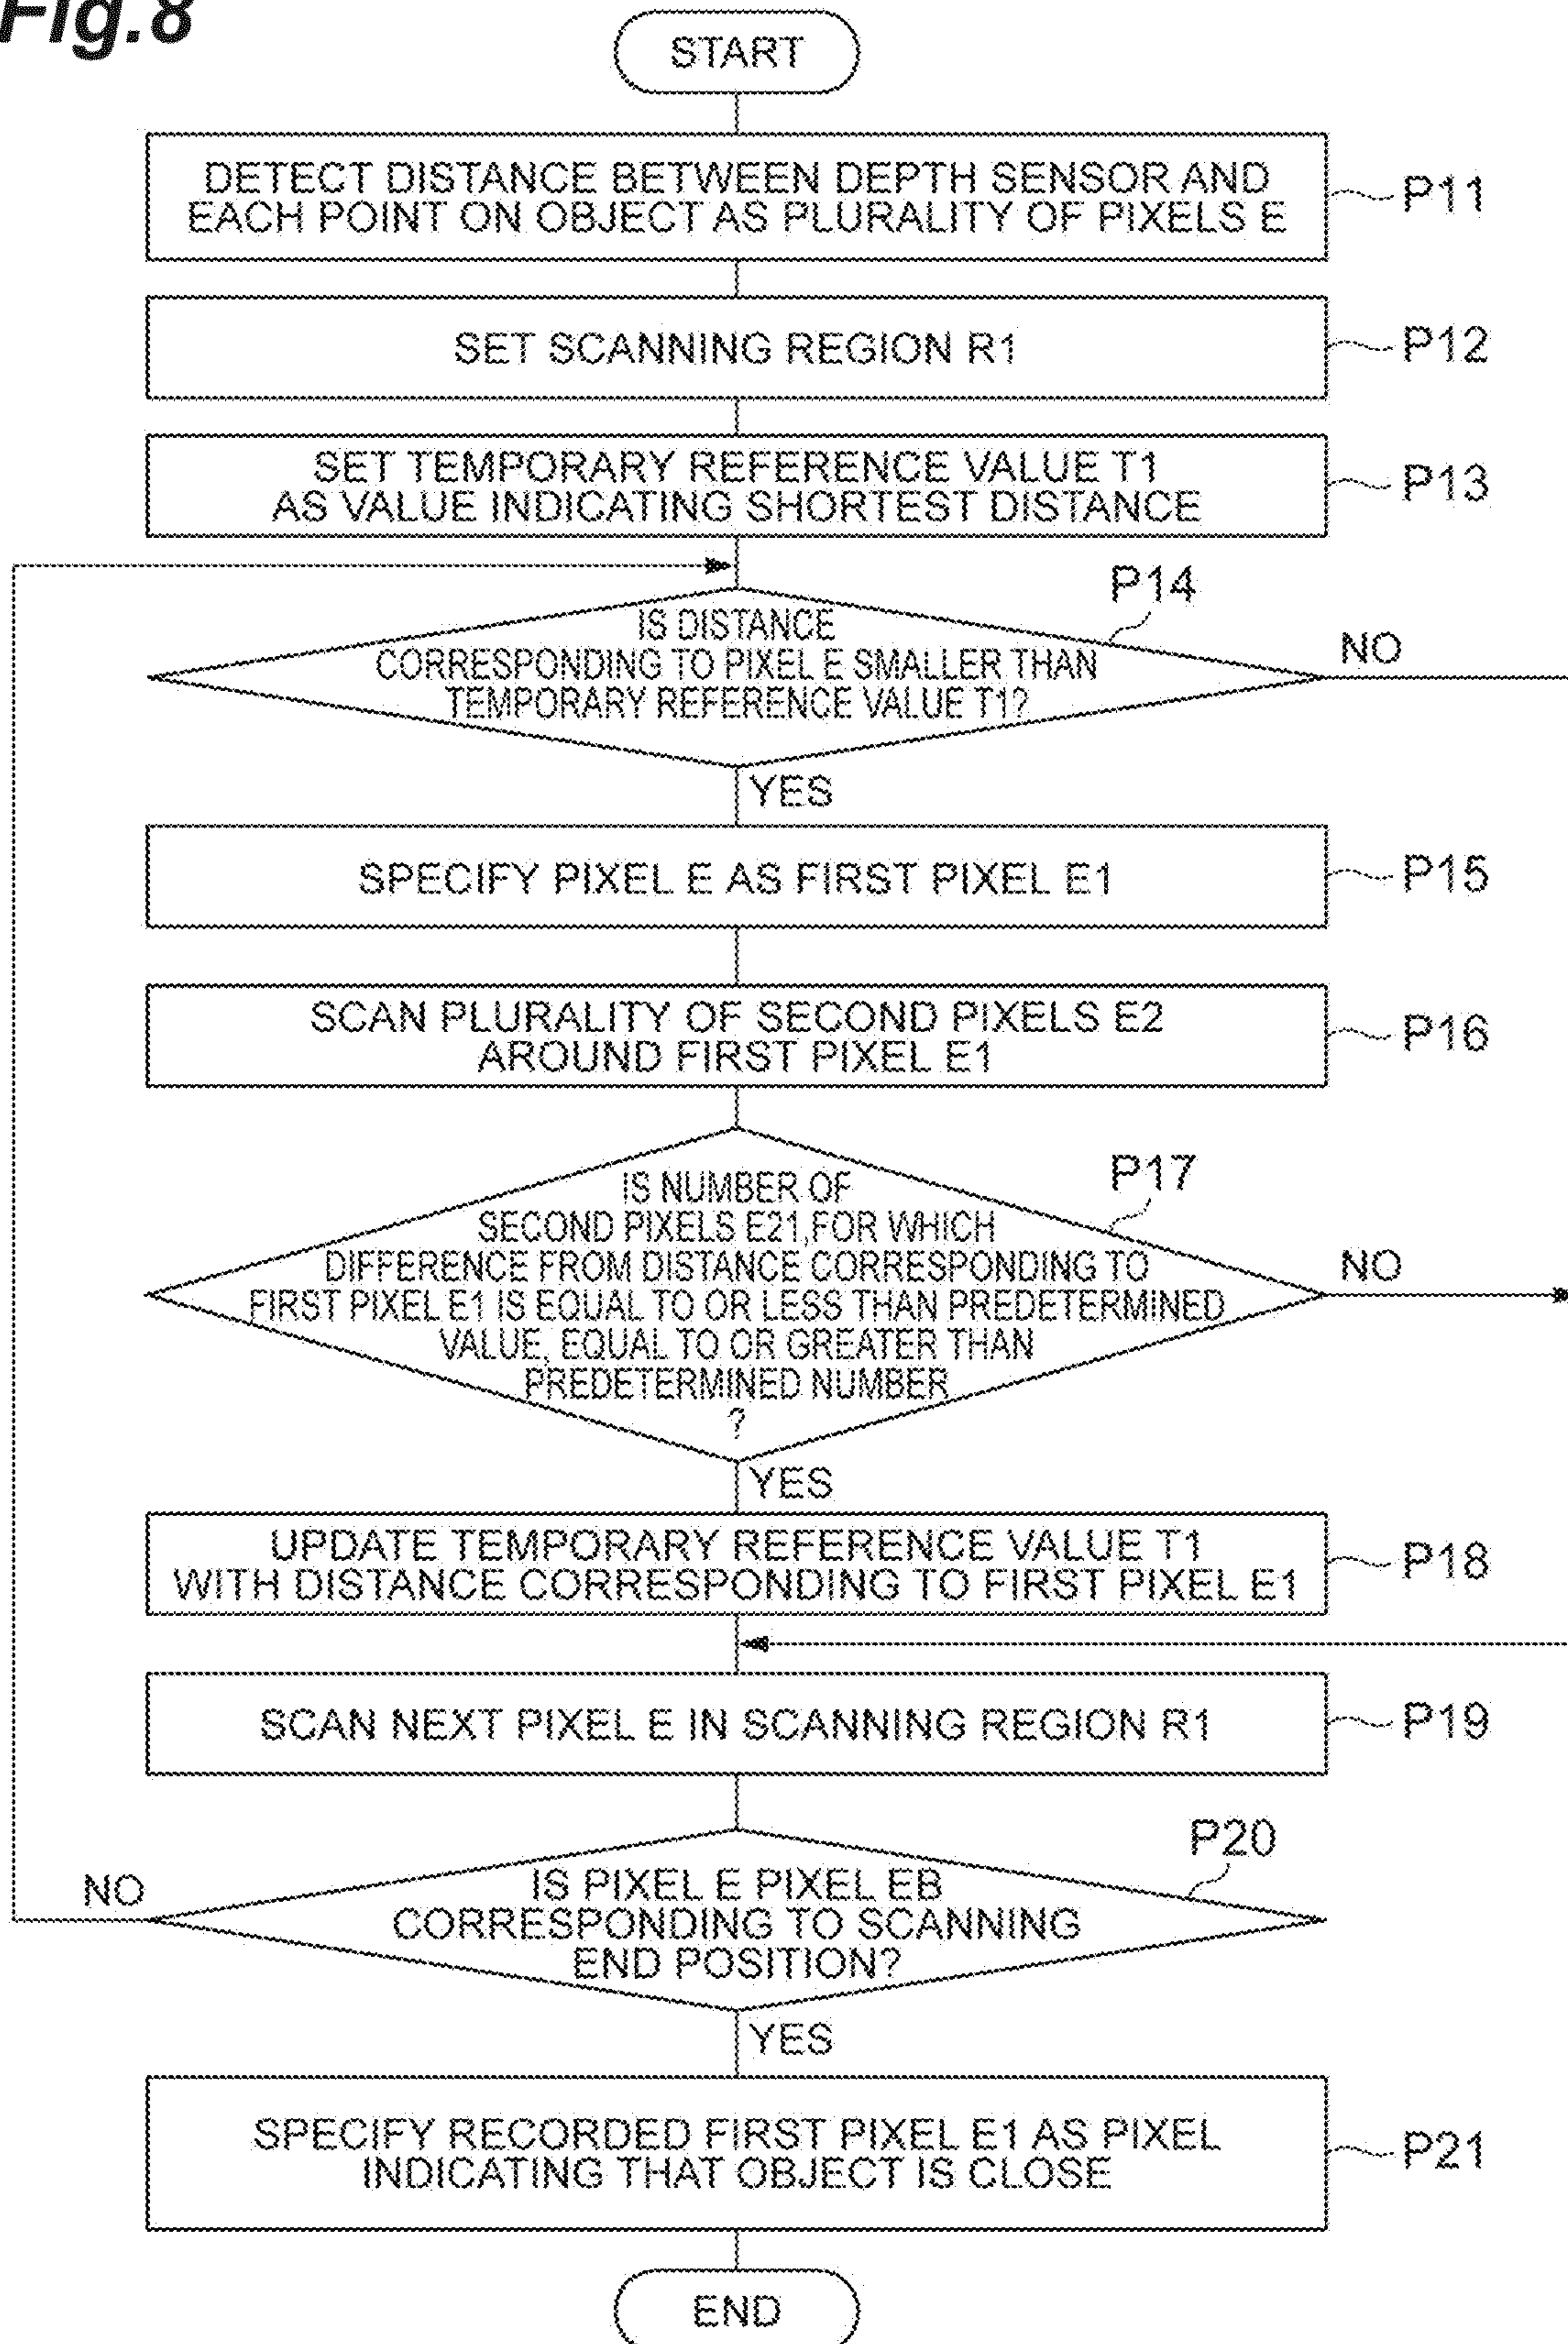 Fig.8
START
DETECT DISTANCE BETWEEN DEPTH SENSOR AND
EACH POINT ON OBJECT AS PLURALITY OF PIXELS E
P11
SET SCANNING REGION R1
P12
SET TEMPORARY REFERENCE VALUE T1
AS VALUE INDICATING SHORTEST DISTANCE
P13
P14
IS DISTANCE
CORRESPONDING TO PIXEL E SMALLER THAN
TEMPORARY REFERENCE VALUE T1?
NO
YES
SPECIFY PIXEL E AS FIRST PIXEL E1
P15
SCAN PLURALITY OF SECOND PIXELS E2
AROUND FIRST PIXEL E1
P16
P17
IS NUMBER OF
SECOND PIXELS E21,FOR WHICH
DIFFERENCE FROM DISTANCE CORRESPONDING TO
FIRST PIXEL E1 IS EQUAL TO OR LESS THAN PREDETERMINED
VALUE, EQUAL TO OR GREATER THAN
PREDETERMINED NUMBER
?
NO
YES
UPDATE TEMPORARY REFERENCE VALUE T1
WITH DISTANCE CORRESPONDING TO FIRST PIXEL E1
P18
SCAN NEXT PIXEL E IN SCANNING REGION R1
P19
P20
IS PIXEL E PIXEL EB
CORRESPONDING TO SCANNING
END POSITION?
NO
YES
SPECIFY RECORDED FIRST PIXEL E1 AS PIXEL
INDICATING THAT OBJECT IS CLOSE
P21
END